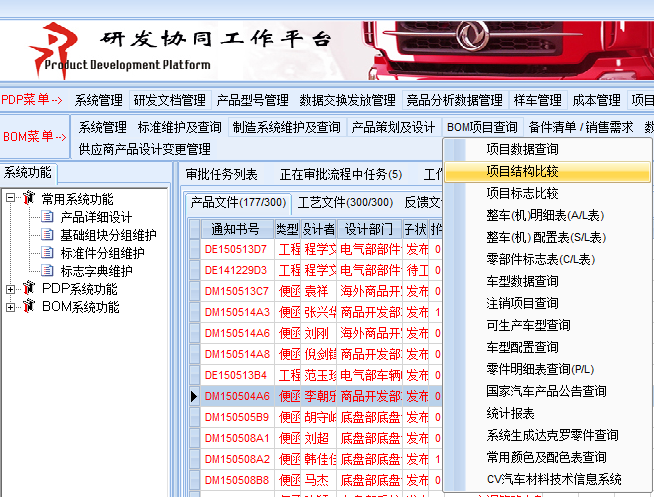 研发协同工作平台
Product Development Platform
PDP菜单--> 系统管理 研发文档管理 产品型号管理 数据交换发放管理 竞品分析数据管理 样车管理 成本管理 项目
BOM菜单--> 系统管理 标准维护及查询 制造系统维护及查询 产品策划及设计 BOM项目查询 备件清单 / 销售需求 数
供应商产品设计变更管理
系统功能
常用系统功能
产品详细设计
基础组块分组维护
标准件分组维护
标志字典维护
PDP系统功能
BOM系统功能
审批任务列表 正在审批流程中任务(5) 工
产品文件(177/300) 工艺文件(300/300) 反馈文
通知书号 类型 设计者 设计部门 子状
DE150513D7 工程 程学文 电气部部件 发布 0
DE141229D3 工程 程学文 电气部部件 待工 0
DM150513C7 便函 袁祥 海外商品开 发布 0
DM150514A3 便函 张兴华 商品开发部 发布 1
DM150514A6 便函 刘刚 海外商品开 发布 0
DM150514A8 便函 倪剑锴 商品开发部 发布 0
DE150513B4 工程 范玉珍 电气部车辆 发布 0
DM150504A6 便函 李朝乐 商品开发部 发布 0
DM150505B9 便函 胡守 底盘部底盘 发布 0
DM150508A1 便函 刘超 底盘部底盘 发布 0
DM150508A2 便函 韩佳佳 底盘部底盘 发布 1
DM150508B8 便函 马杰 底盘部底盘 发布 0
项目数据查询
项目结构比较
项目标志比较
整车(机)明细表(A/L表)
整车(机) 配置表(S/L表)
零部件标志表(C/L表)
车型数据查询
注销项目查询
可生产车型查询
车型配置查询
零件明细表查询(P/L)
国家汽车产品公告查询
统计报表
系统生成达克罗零件查询
常用颜色及配色表查询
CV汽车材料技术信息系统